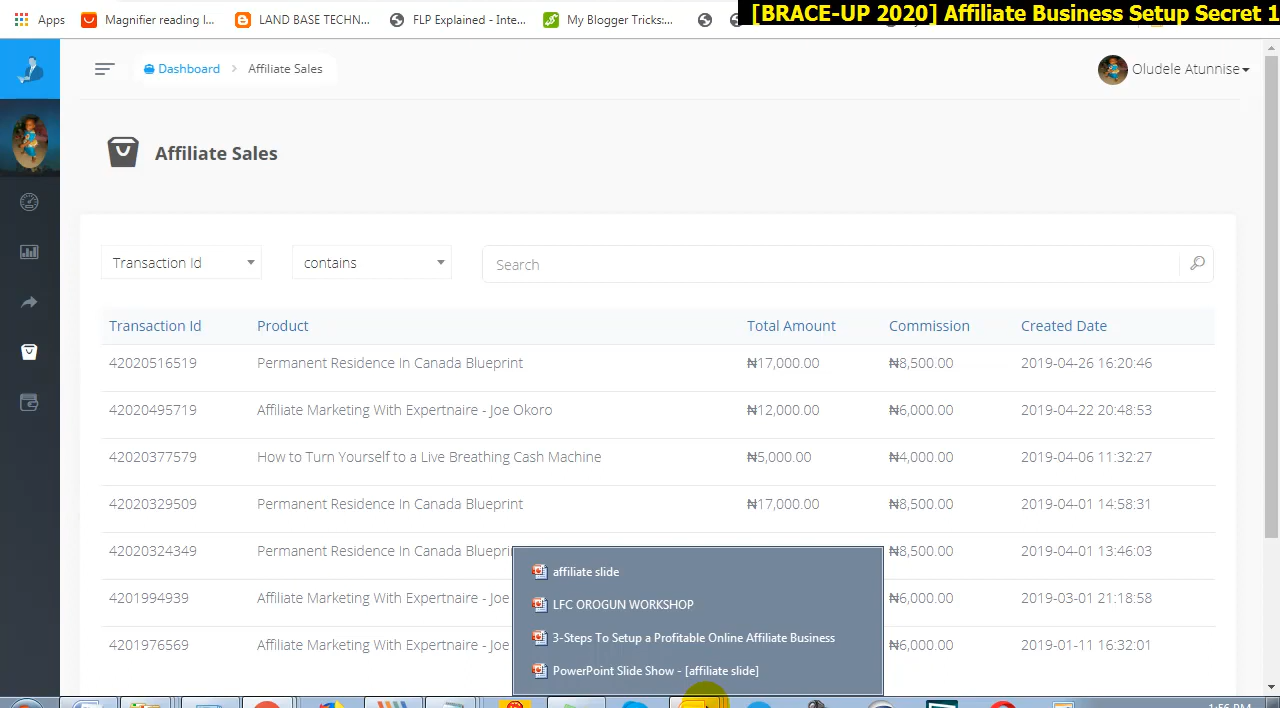 [BRACE-UP 2020] Affiliate Business Setup Secret 1
Apps Magnifier reading l... LAND BASE TECHN... FLP Explained - Inte... My Blogger Tricks:...
Dashboard > Affiliate Sales
Oludele Atunnise
Affiliate Sales
Transaction Id contains Search
Transaction Id Product Total Amount Commission Created Date
42020516519 Permanent Residence In Canada Blueprint ₦17,000.00 ₦8,500.00 2019-04-26 16:20:46
42020495719 Affiliate Marketing With Expertnaire - Joe Okoro ₦12,000.00 ₦6,000.00 2019-04-22 20:48:53
42020377579 How to Turn Yourself to a Live Breathing Cash Machine ₦5,000.00 ₦4,000.00 2019-04-06 11:32:27
42020329509 Permanent Residence In Canada Blueprint ₦17,000.00 ₦8,500.00 2019-04-01 14:58:31
42020324349 Permanent Residence In Canada Bluepri ₦8,500.00 2019-04-01 13:46:03
4201994939 Affiliate Marketing With Expertnaire - Joe ₦6,000.00 2019-03-01 21:18:58
4201976569 Affiliate Marketing With Expertnaire - Joe ₦6,000.00 2019-01-11 16:32:01
affiliate slide
LFC OROGUN WORKSHOP
3-Steps To Setup a Profitable Online Affiliate Business
PowerPoint Slide Show - [affiliate slide]
1:56 PM